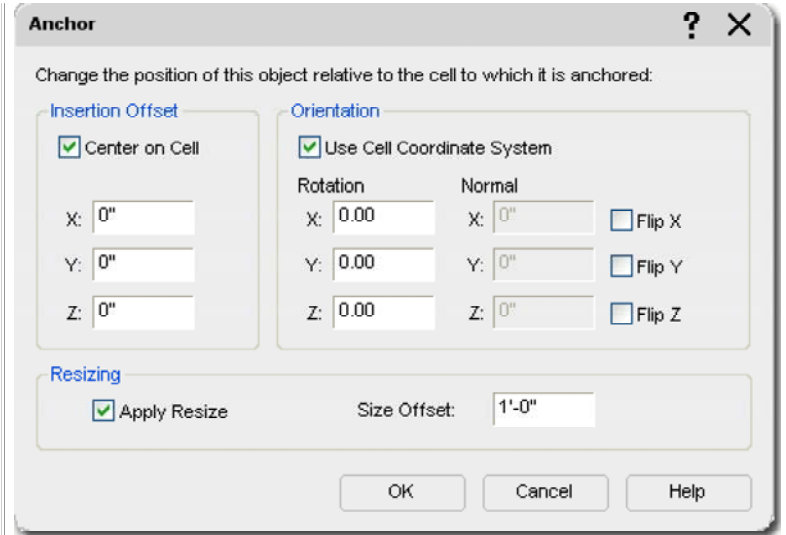 Anchor ? X
Change the position of this object relative to the cell to which it is anchored:
Insertion Offset Orientation
Center on Cell Use Cell Coordinate System
Rotation Normal
X: 0" X: 0.00 X: 0" Flip X
Y: 0" Y: 0.00 Y: 0" Flip Y
Z: 0" Z: 0.00 Z: 0" Flip Z
Resizing
Apply Resize Size Offset: 1'-0"
OK Cancel Help